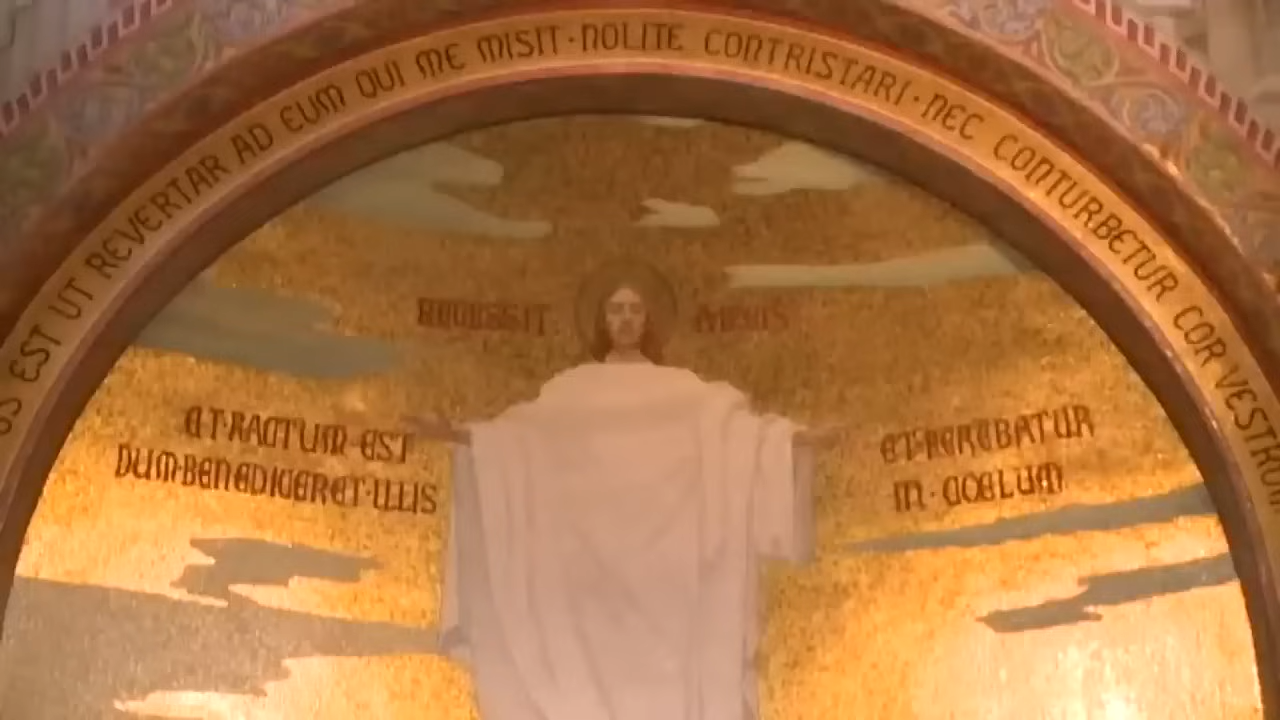 EST UT REVERTAR AD EUM QUI ME MISIT · NOLITE CONTRISTARI · NEC CONTURBETUR COR VESTRUM
ET·FACTUM·EST
DUM·BENEDICERET·ILLIS
ET·FEREBATUR
IN·COELUM